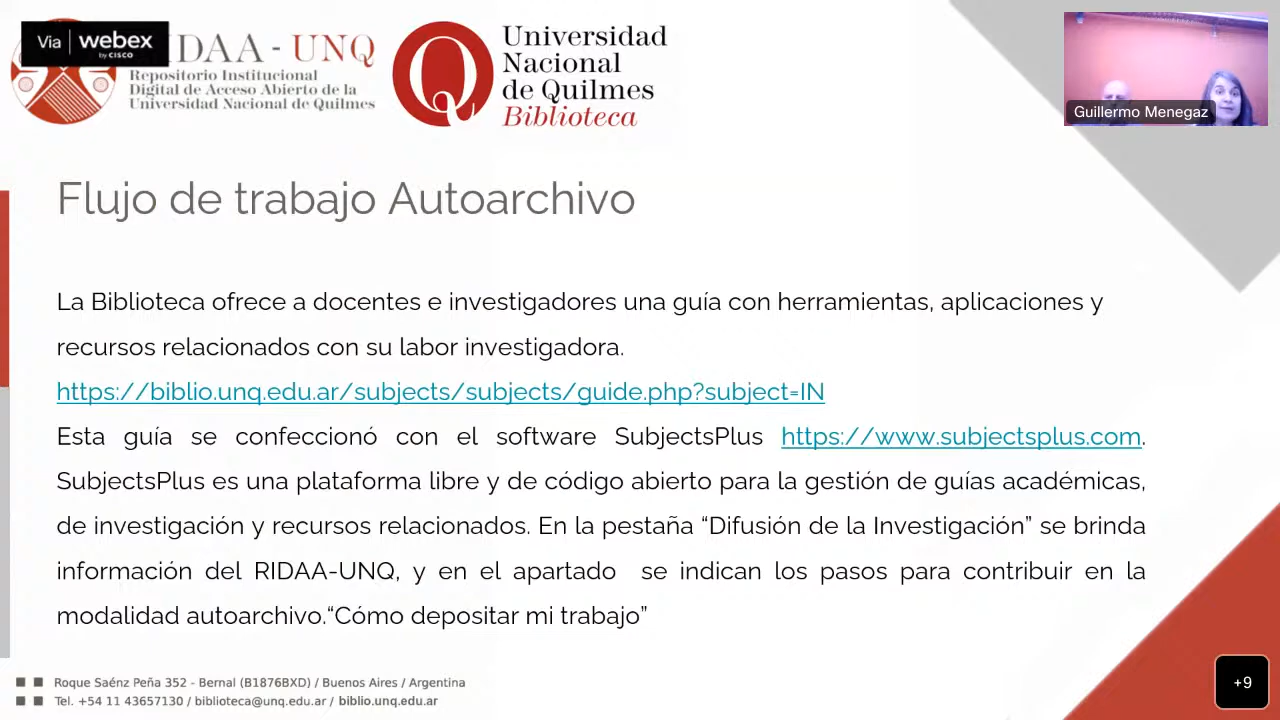 Via webex
by CISCO
IDAA - UNQ
Repositorio Institucional
Digital de Acceso Abierto de la
Universidad Nacional de Quilmes
Q
Universidad
Nacional
de Quilmes
Biblioteca
Guillermo Menegaz
Flujo de trabajo Autoarchivo
La Biblioteca ofrece a docentes e investigadores una guía con herramientas, aplicaciones y
recursos relacionados con su labor investigadora.
https://biblio.unq.edu.ar/subjects/subjects/guide.php?subject=IN
Esta guía se confeccionó con el software SubjectsPlus https://www.subjectsplus.com.
SubjectsPlus es una plataforma libre y de código abierto para la gestión de guías académicas,
de investigación y recursos relacionados. En la pestaña “Difusión de la Investigación” se brinda
información del RIDAA-UNQ, y en el apartado se indican los pasos para contribuir en la
modalidad autoarchivo.“Cómo depositar mi trabajo”
Roque Saénz Peña 352 - Bernal (B1876BXD) / Buenos Aires / Argentina
Tel. +54 11 43657130 / biblioteca@unq.edu.ar / biblio.unq.edu.ar
+9